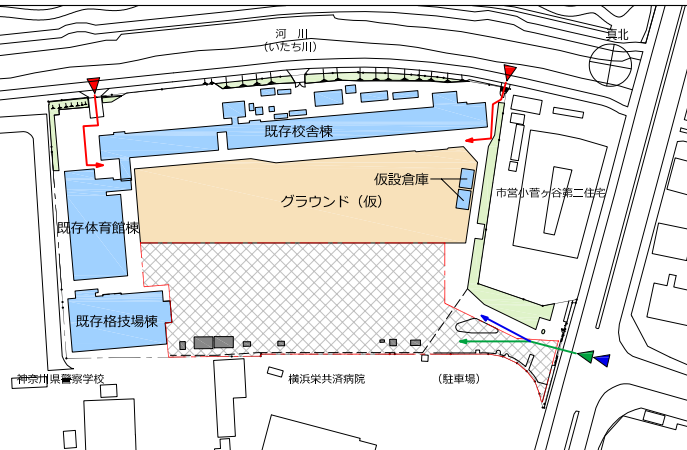 河　川
（いたち川）
真北
既存校舎棟
仮設倉庫
グラウンド（仮）
市営小菅ヶ谷第二住宅
既存体育館棟
既存格技場棟
神奈川県警察学校
横浜栄共済病院
（駐車場）